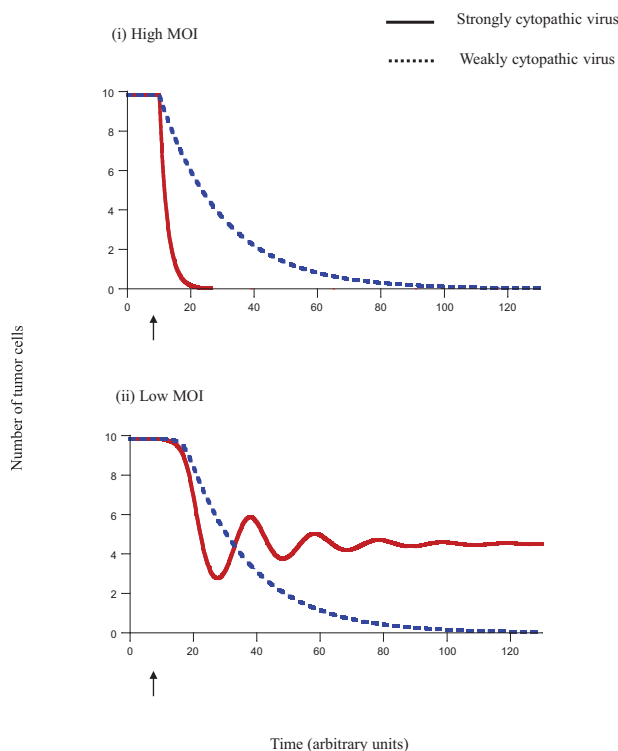 Strongly cytopathic virus
(i) High MOI
Weakly cytopathic virus
10
8
6
4
2
0
0 20 40 60 80 100 120
Number of tumor cells
(ii) Low MOI
10
8
6
4
2
0
0 20 40 60 80 100 120
Time (arbitrary units)